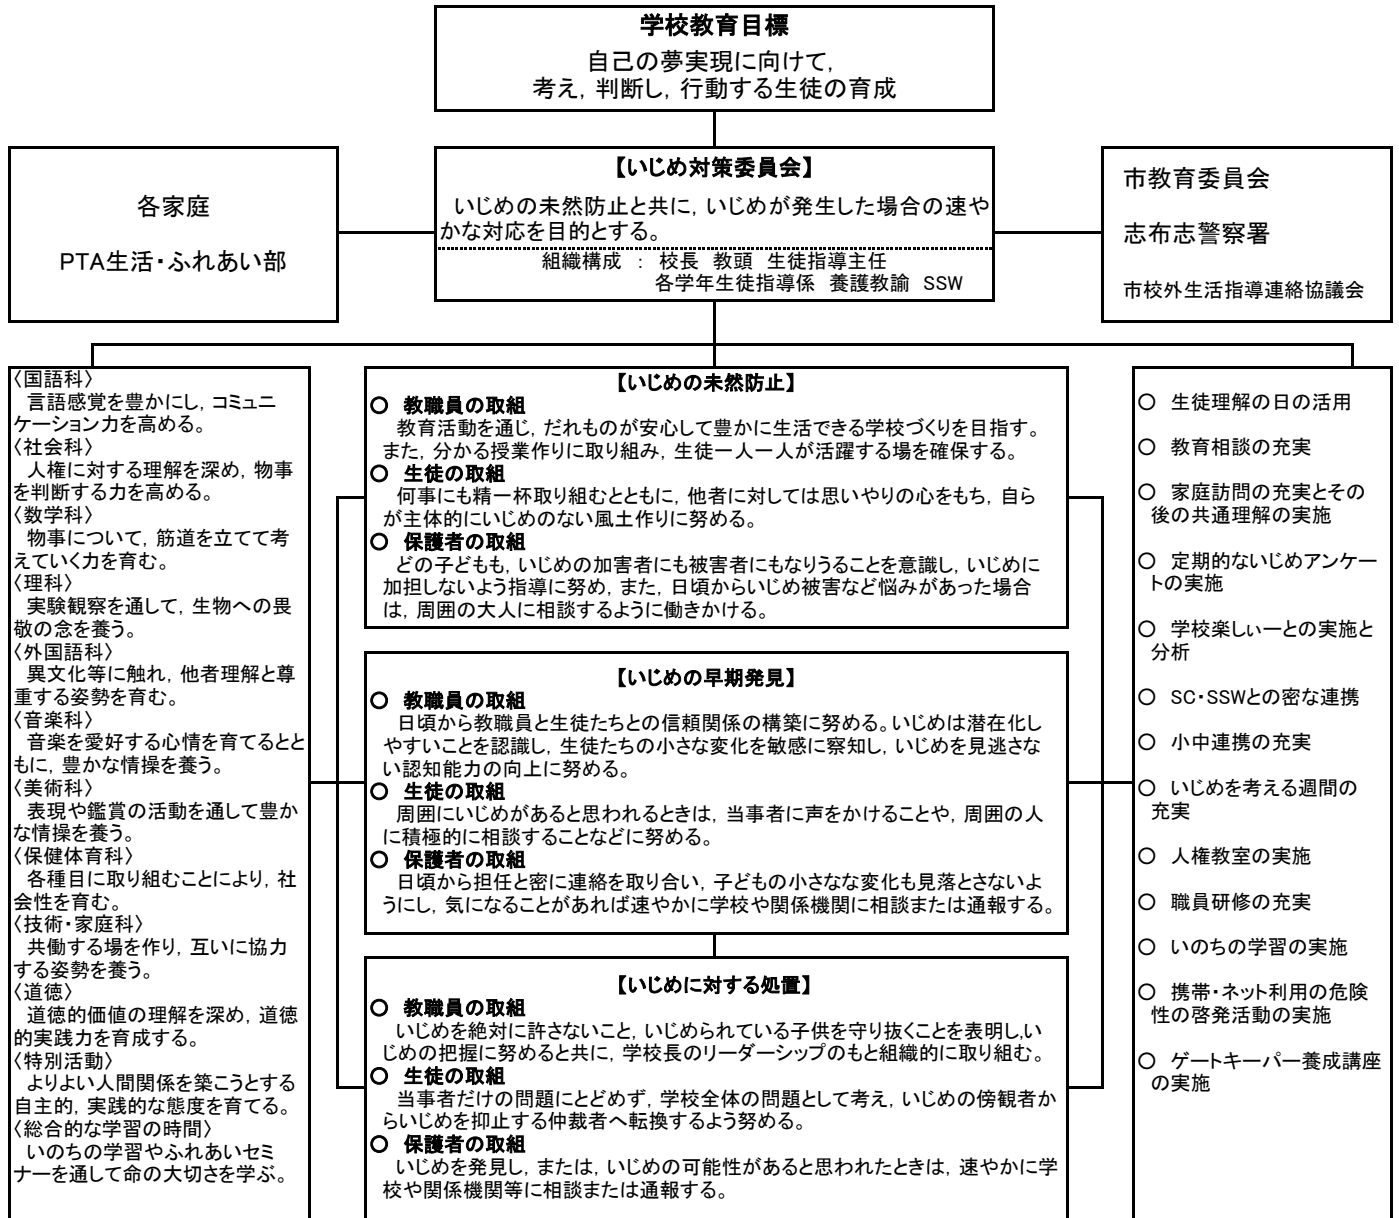 学校教育目標
自己の夢実現に向けて,
考え, 判断し, 行動する生徒の育成
各家庭
PTA生活・ふれあい部
【いじめ対策委員会】
いじめの未然防止と共に, いじめが発生した場合の速や
かな対応を目的とする。
組織構成 : 校長 教頭 生徒指導主任
各学年生徒指導係 養護教諭 SSW
市教育委員会
志布志警察署
市校外生活指導連絡協議会
〈国語科〉
言語感覚を豊かにし, コミュニ
ケーション力を高める。
〈社会科〉
人権に対する理解を深め, 物事
を判断する力を高める。
〈数学科〉
物事について, 筋道を立てて考
えていく力を育む。
〈理科〉
実験観察を通して, 生物への畏
敬の念を養う。
〈外国語科〉
異文化等に触れ, 他者理解と尊
重する姿勢を育む。
〈音楽科〉
音楽を愛好する心情を育てるとと
もに, 豊かな情操を養う。
〈美術科〉
表現や鑑賞の活動を通して豊か
な情操を養う。
〈保健体育科〉
各種目に取り組むことにより, 社
会性を育む。
〈技術・家庭科〉
共働する場を作り, 互いに協力
する姿勢を養う。
〈道徳〉
道徳的価値の理解を深め, 道徳
的実践力を育成する。
〈特別活動〉
よりよい人間関係を築こうとする
自主的, 実践的な態度を育てる。
〈総合的な学習の時間〉
いのちの学習やふれあいセミ
ナーを通して命の大切さを学ぶ。
【いじめの未然防止】
○ 教職員の取組
教育活動を通じ, だれものが安心して豊かに生活できる学校づくりを目指す。
また, 分かる授業作りに取り組み, 生徒一人一人が活躍する場を確保する。
○ 生徒の取組
何事にも精一杯取り組むとともに, 他者に対しては思いやりの心をもち, 自ら
が主体的にいじめのない風土作りに努める。
○ 保護者の取組
どの子どもも, いじめの加害者にも被害者にもなりうることを意識し, いじめに
加担しないよう指導に努め, また, 日頃からいじめ被害など悩みがあった場合
は, 周囲の大人に相談するように働きかける。
【いじめの早期発見】
○ 教職員の取組
日頃から教職員と生徒たちとの信頼関係の構築に努める。いじめは潜在化し
やすいことを認識し, 生徒たちの小さな変化を敏感に察知し, いじめを見逃さな
い認知能力の向上に努める。
○ 生徒の取組
周囲にいじめがあると思われるときは, 当事者に声をかけることや, 周囲の人
に積極的に相談することなどに努める。
○ 保護者の取組
日頃から担任と密に連絡を取り合い, 子どもの小さなな変化も見落とさないよ
うにし, 気になることがあれば速やかに学校や関係機関に相談または通報する。
【いじめに対する処置】
○ 教職員の取組
いじめを絶対に許さないこと, いじめられている子供を守り抜くことを表明し,い
じめの把握に努めると共に, 学校長のリーダーシップのもと組織的に取り組む。
○ 生徒の取組
当事者だけの問題にとどめず, 学校全体の問題として考え, いじめの傍観者か
らいじめを抑止する仲裁者へ転換するよう努める。
○ 保護者の取組
いじめを発見し, または, いじめの可能性があると思われたときは, 速やかに学
校や関係機関等に相談または通報する。
○ 生徒理解の日の活用
○ 教育相談の充実
○ 家庭訪問の充実とその
後の共通理解の実施
○ 定期的ないじめアンケー
トの実施
○ 学校楽しぃーとの実施と
分析
○ SC・SSWとの密な連携
○ 小中連携の充実
○ いじめを考える週間の
充実
○ 人権教室の実施
○ 職員研修の充実
○ いのちの学習の実施
○ 携帯・ネット利用の危険
性の啓発活動の実施
○ ゲートキーパー養成講座
の実施